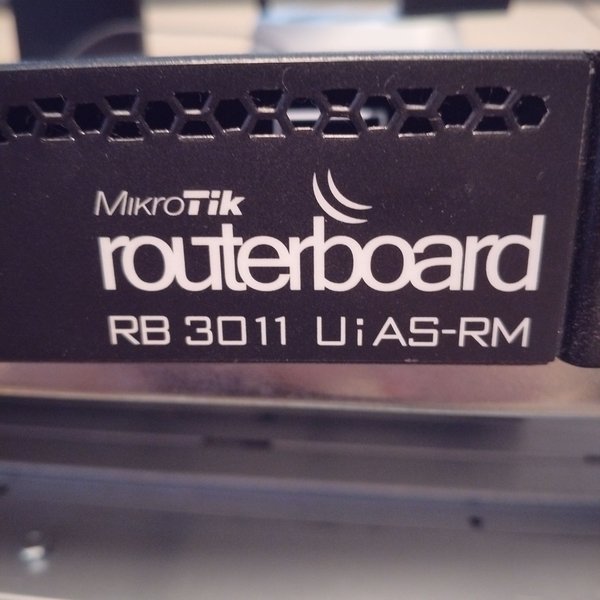 MikroTik
routerboard
RB 3011 UiAS-RM